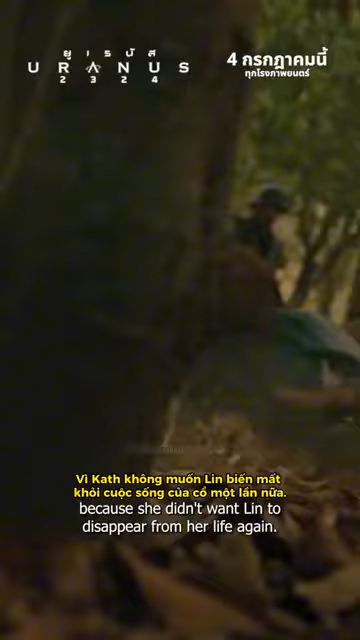 ยูเรนัส
URANUS
2324
4 กรกฎาคมนี้
ทุกโรงภาพยนตร์
Vì Kath không muốn Lin biến mất
khỏi cuộc sống của cổ một lần nữa.
because she didn't want Lin to
disappear from her life again.